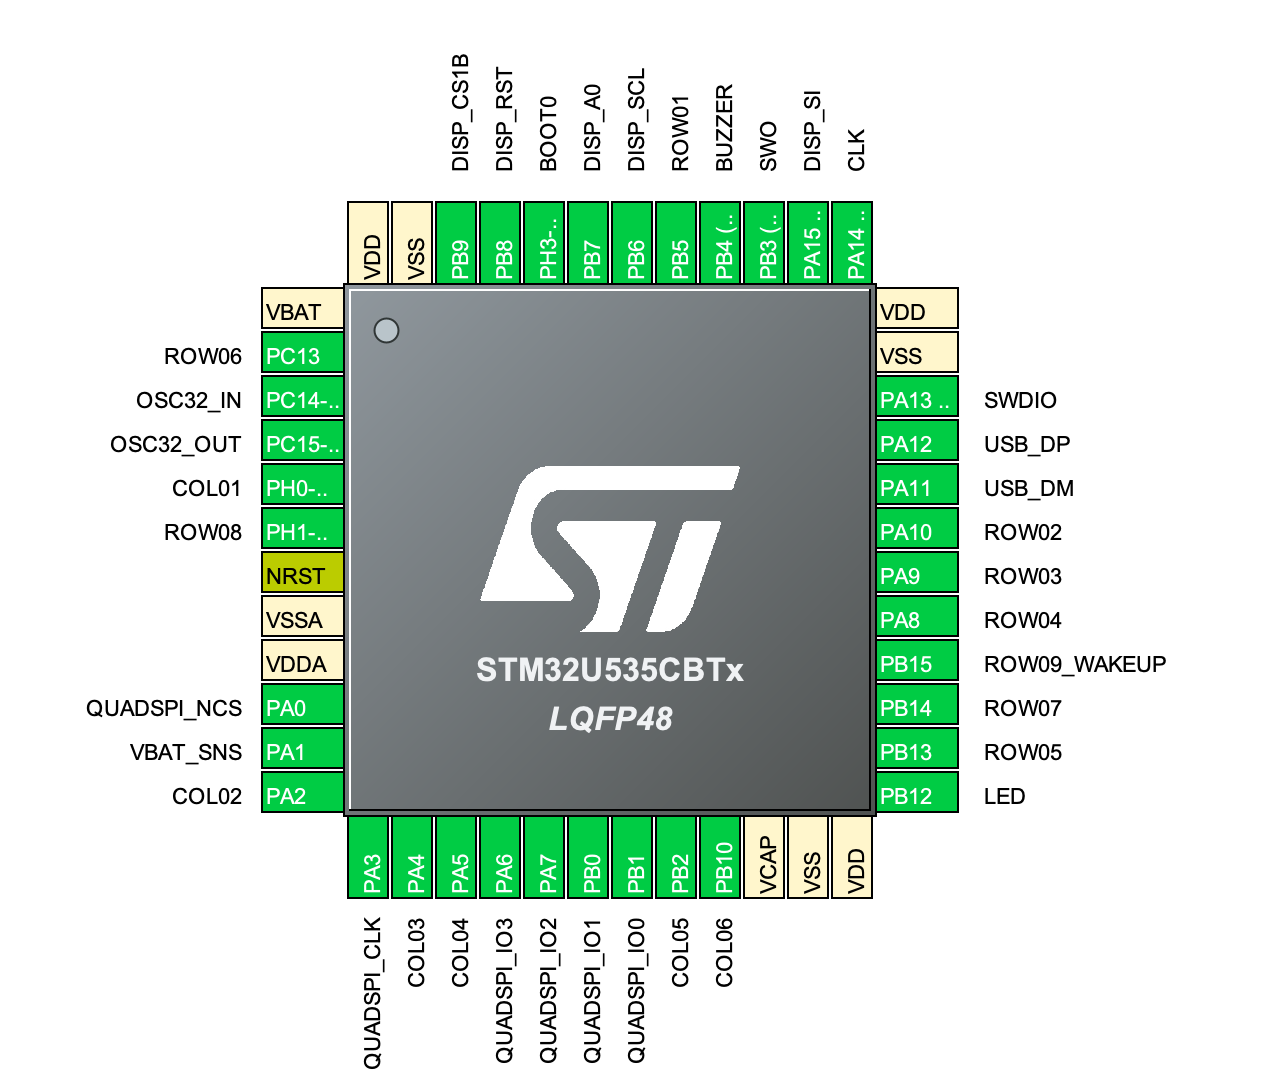 DISP_CS1B
DISP_RST
BOOT0
DISP_A0
DISP_SCL
ROW01
BUZZER
SWO
DISP_SI
CLK
VDD
VSS
PB9
PB8
PH3-..
PB7
PB6
PB5
PB4 (..
PB3 (..
PA15 ..
PA14 ..
VBAT
ROW06 PC13
OSC32_IN PC14-..
OSC32_OUT PC15-..
COL01 PH0-..
ROW08 PH1-..
NRST
VSSA
VDDA
QUADSPI_NCS PA0
VBAT_SNS PA1
COL02 PA2
ST
STM32U535CBTx
LQFP48
VDD
VSS
PA13 .. SWDIO
PA12 USB_DP
PA11 USB_DM
PA10 ROW02
PA9 ROW03
PA8 ROW04
PB15 ROW09_WAKEUP
PB14 ROW07
PB13 ROW05
PB12 LED
PA3
PA4
PA5
PA6
PA7
PB0
PB1
PB2
PB10
VCAP
VSS
VDD
QUADSPI_CLK
COL03
COL04
QUADSPI_IO3
QUADSPI_IO2
QUADSPI_IO1
QUADSPI_IO0
COL05
COL06